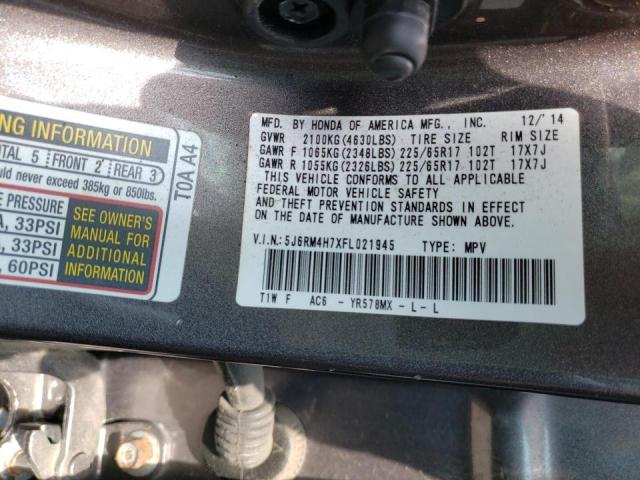 NG INFORMATION
OTAL 5 FRONT 2 REAR 3
ould never exceed 385kg or 850lbs.
PRESSURE
A, 33PSI
A, 33PSI
, 60PSI
SEE OWNER'S
MANUAL FOR
ADDITIONAL
INFORMATION
T0A A4
MFD. BY HONDA OF AMERICA MFG., INC. 12/'14
GVWR 2100KG(4630LBS) TIRE SIZE RIM SIZE
GAWR F 1065KG(2348LBS) 225/65R17 102T 17X7J
GAWR R 1055KG(2326LBS) 225/65R17 102T 17X7J
THIS VEHICLE CONFORMS TO ALL APPLICABLE
FEDERAL MOTOR VEHICLE SAFETY
AND THEFT PREVENTION STANDARDS IN EFFECT
ON THE DATE OF MANUFACTURE SHOWN ABOVE.
V.I.N.:5J6RM4H7XFL021945 TYPE: MPV
T1W F AC6 - YR578MX - L - L